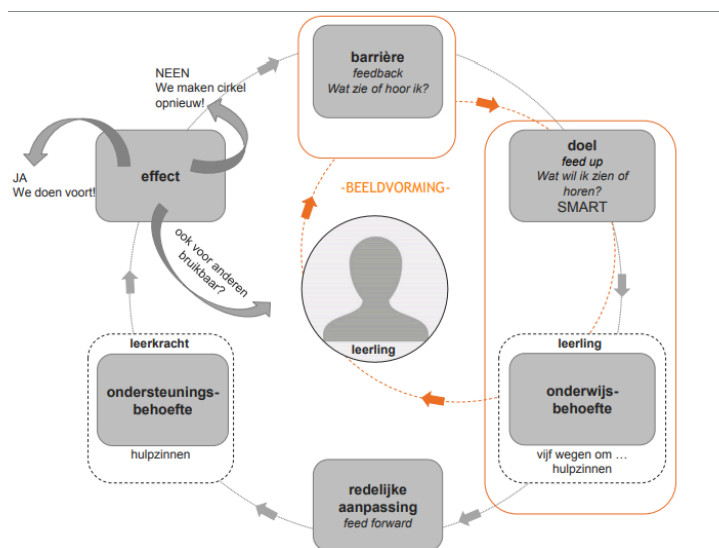 barrière
feedback
Wat zie of hoor ik?
NEEN
We maken cirkel
opnieuw!
doel
feed up
Wat wil ik zien of
horen?
SMART
effect
JA
We doen voort!
-BEELDVORMING-
ook voor anderen
bruikbaar?
leerling
leerkracht
ondersteunings-
behoefte
hulpzinnen
leerling
onderwijs-
behoefte
vijf wegen om …
hulpzinnen
redelijke
aanpassing
feed forward